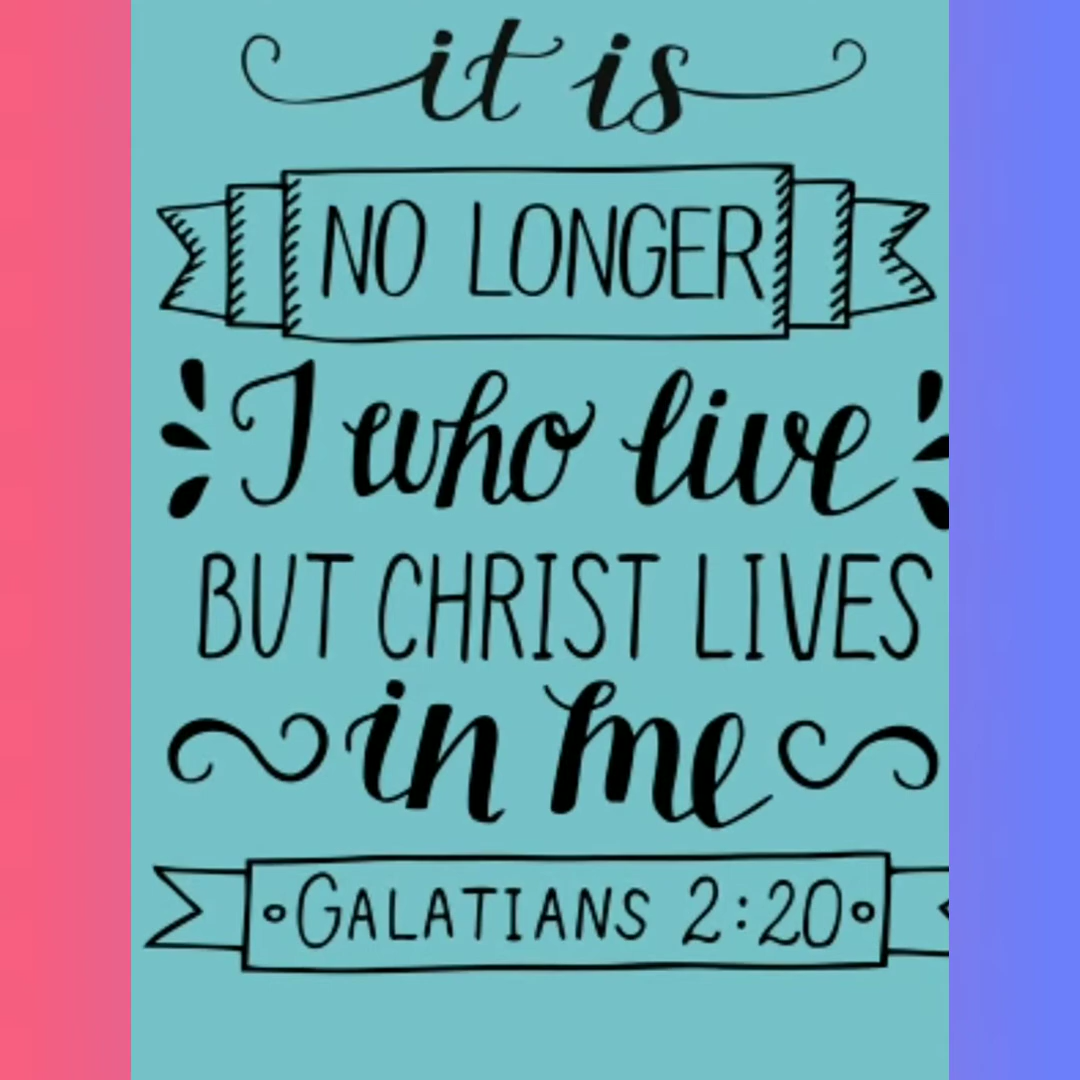 it is
NO LONGER
I who live
BUT CHRIST LIVES
in me
GALATIANS 2:20